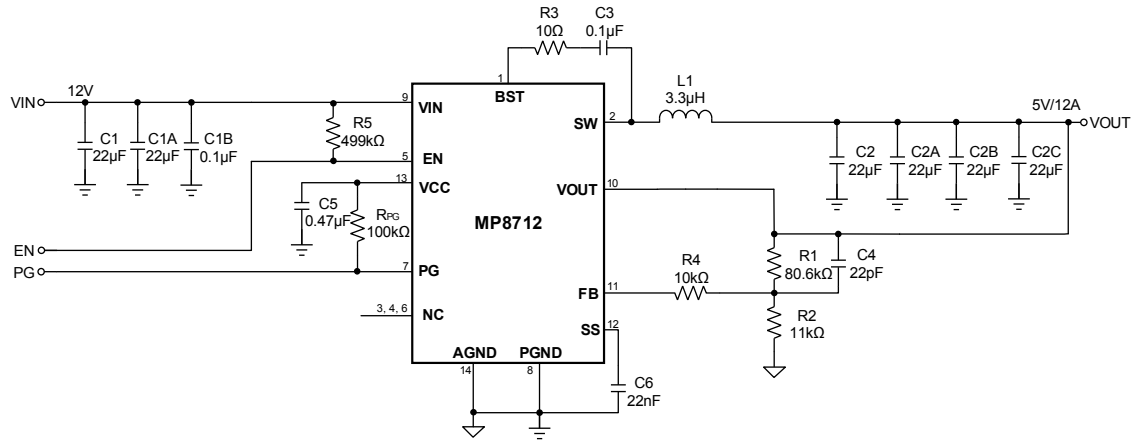 R3
10Ω
C3
0.1µF
1
BST
VIN
12V
9
VIN
L1
3.3µH
5V/12A
VOUT
SW
2
C1
22µF
C1A
22µF
C1B
0.1µF
R5
499kΩ
5
EN
13
VCC
C2
22µF
C2A
22µF
C2B
22µF
C2C
22µF
VOUT
10
C5
0.47µF
RPG
100kΩ
MP8712
EN
PG
7
PG
R4
10kΩ
R1
80.6kΩ
C4
22pF
FB
11
3, 4, 6
NC
R2
11kΩ
SS
12
AGND
14
PGND
8
C6
22nF